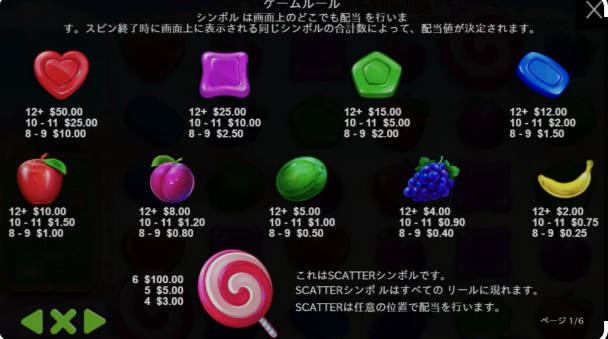 ゲームルール
シンボル は画面上のどこでも配当 を行いま
す。スピン終了時に画面上に表示される同じシンボルの合計数によって、配当値が決定されます。
12+ $50.00
10 - 11 $25.00
8 - 9 $10.00
12+ $25.00
10 - 11 $10.00
8 - 9 $2.50
12+ $15.00
10 - 11 $5.00
8 - 9 $2.00
12+ $12.00
10 - 11 $2.00
8 - 9 $1.50
12+ $10.00
10 - 11 $1.50
8 - 9 $1.00
12+ $8.00
10 - 11 $1.20
8 - 9 $0.80
12+ $5.00
10 - 11 $1.00
8 - 9 $0.50
12+ $4.00
10 - 11 $0.90
8 - 9 $0.40
12+ $2.00
10 - 11 $0.75
8 - 9 $0.25
6 $100.00
5 $5.00
4 $3.00
これはSCATTERシンボルです。
SCATTERシンボ ルはすべての リールに現れます。
SCATTERは任意の位置で配当を行います。
ページ 1/6